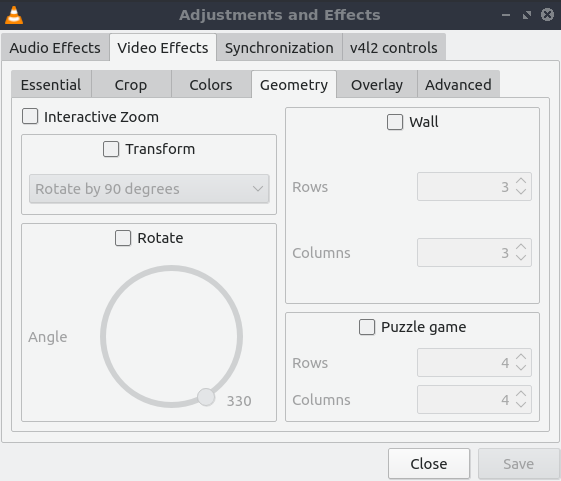 Adjustments and Effects
Audio Effects Video Effects Synchronization v4l2 controls
Essential Crop Colors Geometry Overlay Advanced
Interactive Zoom
Transform
Rotate by 90 degrees
Rotate
Angle
330
Wall
Rows 3
Columns 3
Puzzle game
Rows 4
Columns 4
Close Save